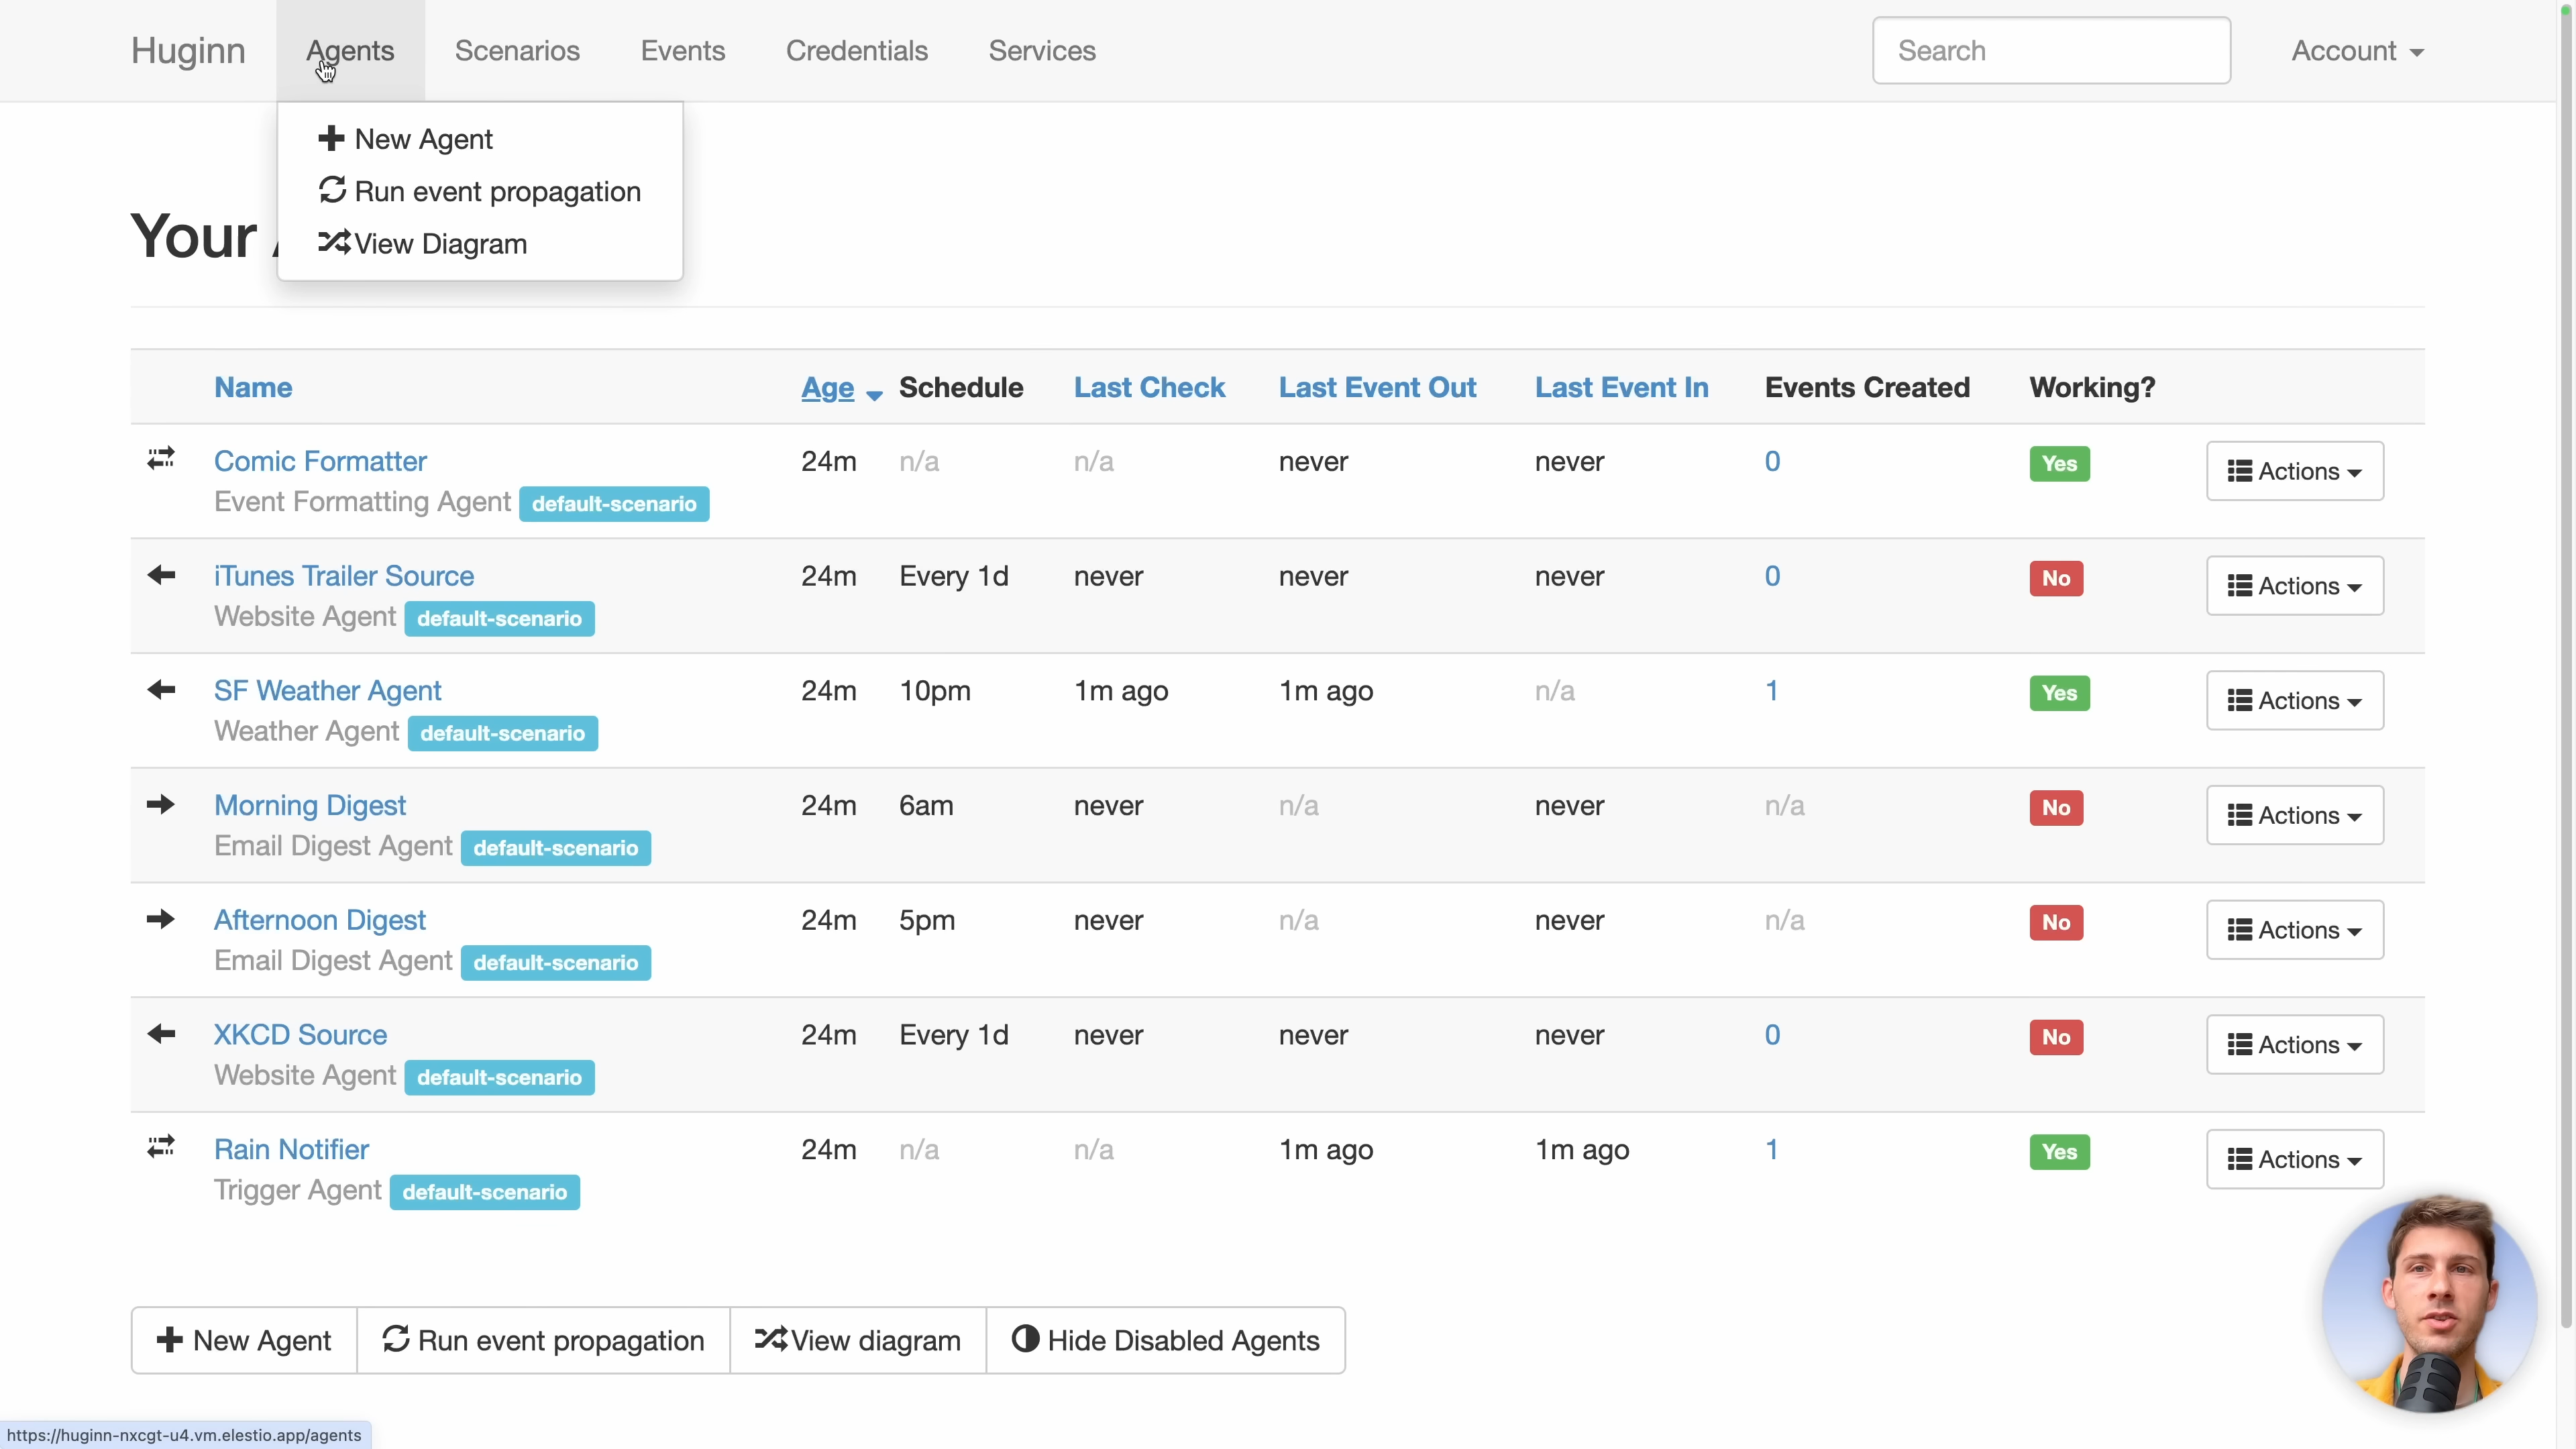 Huginn Agents Scenarios Events Credentials Services Search Account
New Agent
Run event propagation
View Diagram
Your
Name Age Schedule Last Check Last Event Out Last Event In Events Created Working?
Comic Formatter 24m n/a n/a never never 0 Yes Actions
Event Formatting Agent default-scenario
iTunes Trailer Source 24m Every 1d never never never 0 No Actions
Website Agent default-scenario
SF Weather Agent 24m 10pm 1m ago 1m ago n/a 1 Yes Actions
Weather Agent default-scenario
Morning Digest 24m 6am never n/a never n/a No Actions
Email Digest Agent default-scenario
Afternoon Digest 24m 5pm never n/a never n/a No Actions
Email Digest Agent default-scenario
XKCD Source 24m Every 1d never never never 0 No Actions
Website Agent default-scenario
Rain Notifier 24m n/a n/a 1m ago 1m ago 1 Yes Actions
Trigger Agent default-scenario
New Agent Run event propagation View diagram Hide Disabled Agents
https://huginn-nxcgt-u4.vm.elestio.app/agents